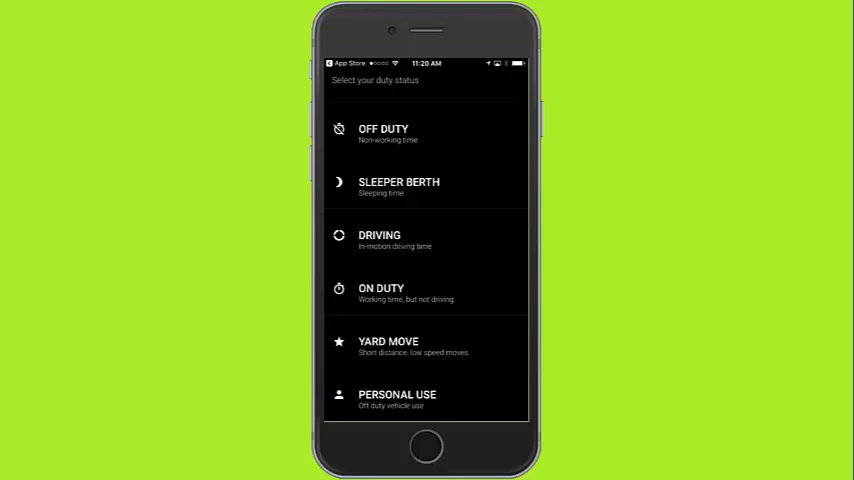 App Store 11:20 AM
Select your duty status
OFF DUTY
Non-working time
SLEEPER BERTH
Sleeping time
DRIVING
In-motion driving time
ON DUTY
Working time, but not driving
YARD MOVE
Short distance, low speed moves
PERSONAL USE
Off duty vehicle use